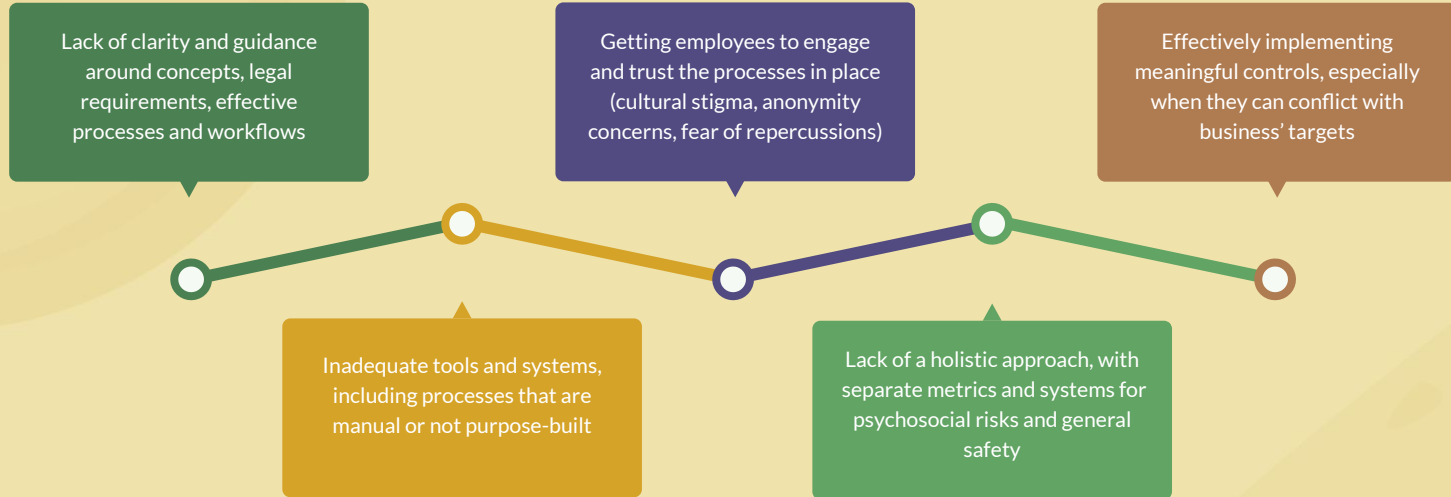 Lack of clarity and guidance
around concepts, legal
requirements, effective
processes and workflows
Inadequate tools and systems,
including processes that are
manual or not purpose-built
Getting employees to engage
and trust the processes in place
(cultural stigma, anonymity
concerns, fear of repercussions)
Lack of a holistic approach, with
separate metrics and systems for
psychosocial risks and general
safety
Effectively implementing
meaningful controls, especially
when they can conflict with
business’ targets